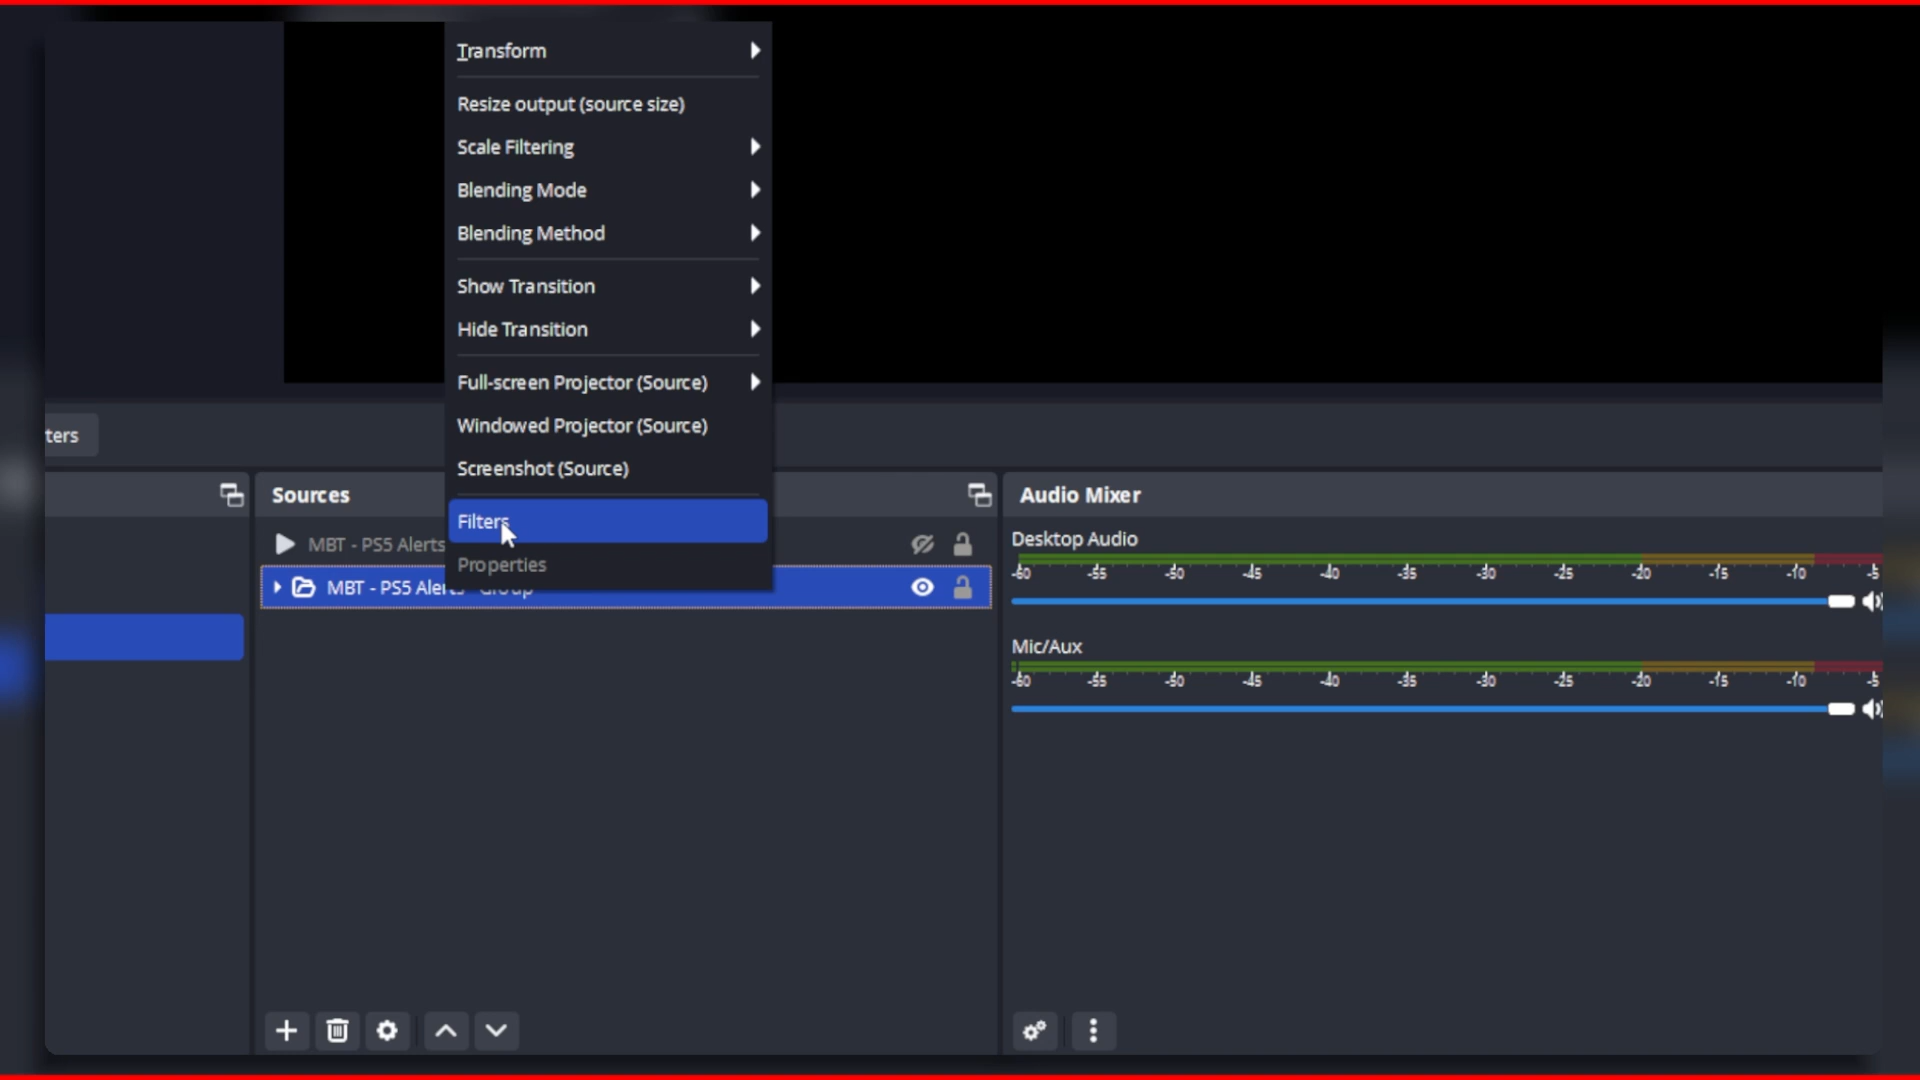 Transform
Resize output (source size)
Scale Filtering
Blending Mode
Blending Method
Show Transition
Hide Transition
Full-screen Projector (Source)
Windowed Projector (Source)
Screenshot (Source)
Filters
Properties
ters
Sources
MBT - PS5 Alerts
MBT - PS5 Alerts - Group
Audio Mixer
Desktop Audio
-60 -55 -50 -45 -40 -35 -30 -25 -20 -15 -10 -5
Mic/Aux
-60 -55 -50 -45 -40 -35 -30 -25 -20 -15 -10 -5